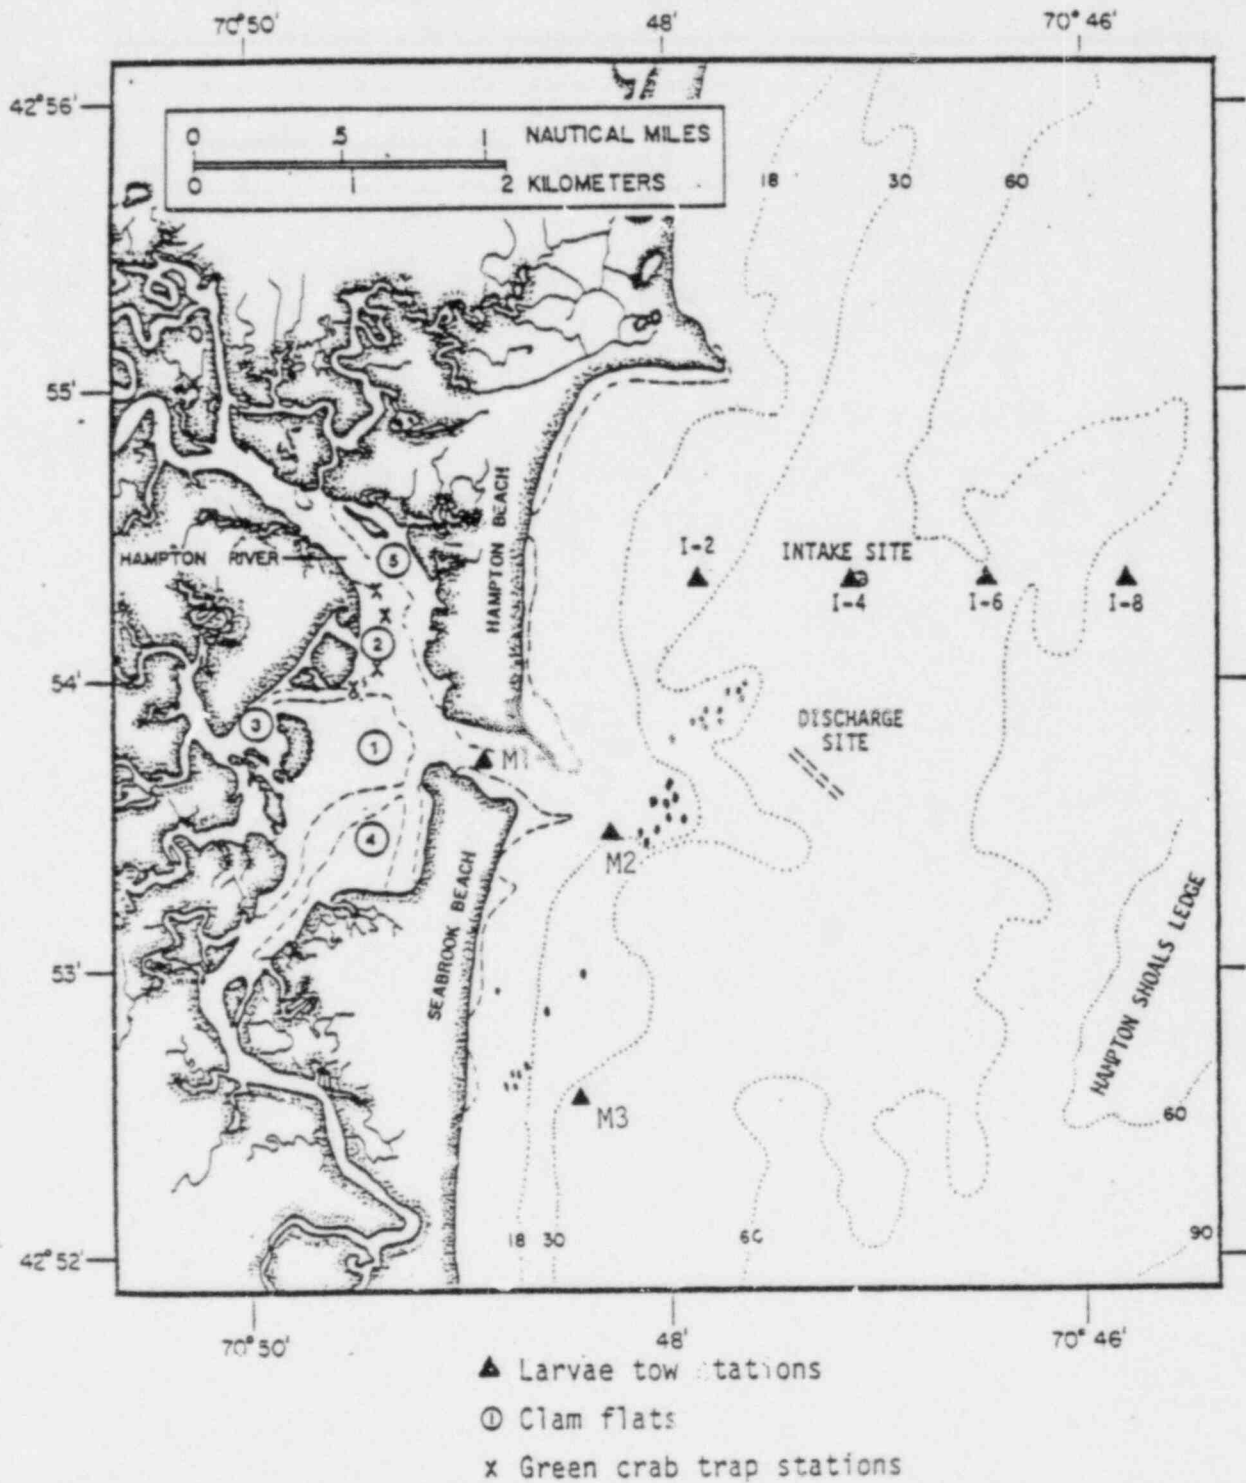 70°50' 48' 70°46'
42°56'
0 .5 1 NAUTICAL MILES
0 1 2 KILOMETERS
18 30 60
55'
HAMPTON BEACH
I-2 INTAKE SITE
HAMPTON RIVER 5
I-4 I-6 I-8
2
54'
3 DISCHARGE
SITE
1 M1
4
M2
SEABROOK BEACH
HAMPTON SHOALS LEDGE
53'
M3 60
18 30 60 90
42°52'
70°50' 48' 70°46'
▲ Larvae tow stations
① Clam flats
x Green crab trap stations